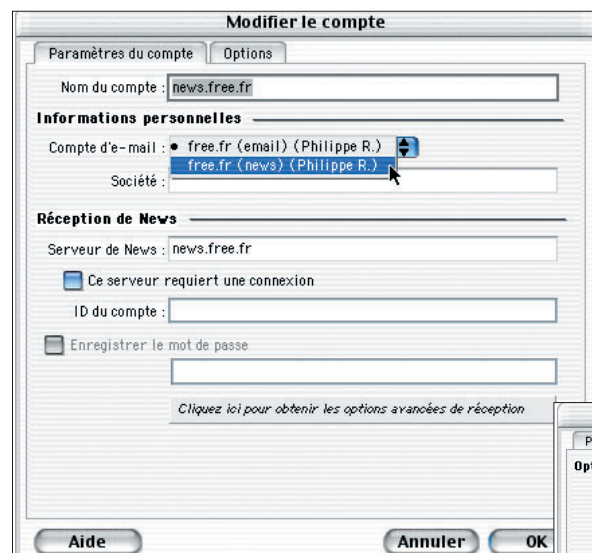 Modifier le compte
Paramètres du compte Options
Nom du compte : news.free.fr
Informations personnelles
Compte d'e-mail : • free.fr (email) (Philippe R.)
free.fr (news) (Philippe R.)
Société :
Réception de News
Serveur de News : news.free.fr
Ce serveur requiert une connexion
ID du compte :
Enregistrer le mot de passe
Cliquez ici pour obtenir les options avancées de réception
P
Opt
Aide Annuler OK